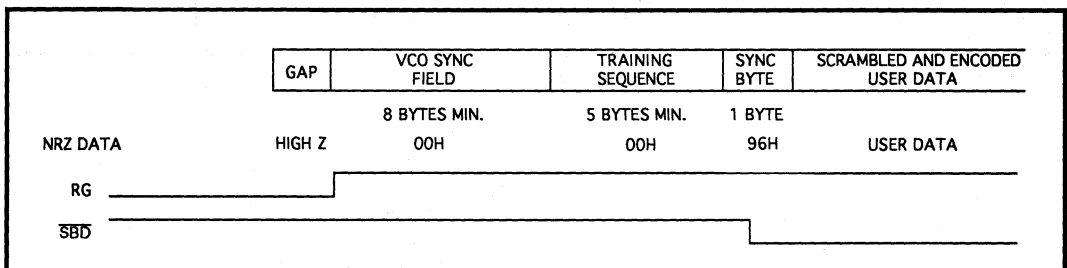 GAP
VCO SYNC
FIELD
TRAINING
SEQUENCE
SYNC
BYTE
SCRAMBLED AND ENCODED
USER DATA
8 BYTES MIN.
5 BYTES MIN.
1 BYTE
NRZ DATA
HIGH Z
00H
00H
96H
USER DATA
RG
SBD